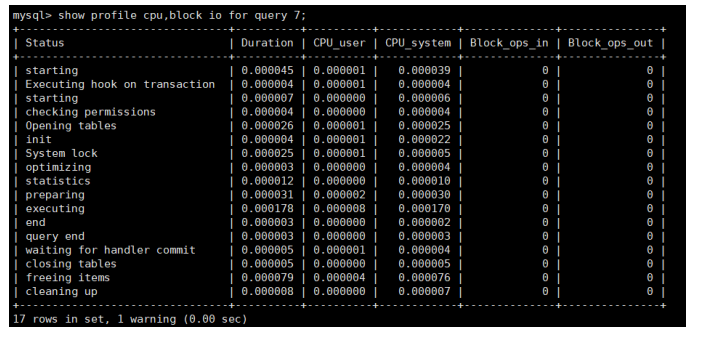 mysql> show profile cpu,block io for query 7;
+--------------------------------+----------+----------+------------+--------------+---------------+
| Status                         | Duration | CPU_user | CPU_system | Block_ops_in | Block_ops_out |
+--------------------------------+----------+----------+------------+--------------+---------------+
| starting                       | 0.000045 | 0.000001 |   0.000039 |            0 |             0 |
| Executing hook on transaction  | 0.000004 | 0.000001 |   0.000004 |            0 |             0 |
| starting                       | 0.000007 | 0.000000 |   0.000006 |            0 |             0 |
| checking permissions           | 0.000004 | 0.000000 |   0.000004 |            0 |             0 |
| Opening tables                 | 0.000026 | 0.000001 |   0.000025 |            0 |             0 |
| init                           | 0.000004 | 0.000001 |   0.000022 |            0 |             0 |
| System lock                    | 0.000025 | 0.000001 |   0.000005 |            0 |             0 |
| optimizing                     | 0.000003 | 0.000000 |   0.000004 |            0 |             0 |
| statistics                     | 0.000012 | 0.000000 |   0.000010 |            0 |             0 |
| preparing                      | 0.000031 | 0.000002 |   0.000030 |            0 |             0 |
| executing                      | 0.000178 | 0.000008 |   0.000170 |            0 |             0 |
| end                            | 0.000003 | 0.000000 |   0.000002 |            0 |             0 |
| query end                      | 0.000003 | 0.000000 |   0.000003 |            0 |             0 |
| waiting for handler commit     | 0.000005 | 0.000001 |   0.000004 |            0 |             0 |
| closing tables                 | 0.000005 | 0.000000 |   0.000005 |            0 |             0 |
| freeing items                  | 0.000079 | 0.000004 |   0.000076 |            0 |             0 |
| cleaning up                    | 0.000008 | 0.000000 |   0.000007 |            0 |             0 |
+--------------------------------+----------+----------+------------+--------------+---------------+
17 rows in set, 1 warning (0.00 sec)